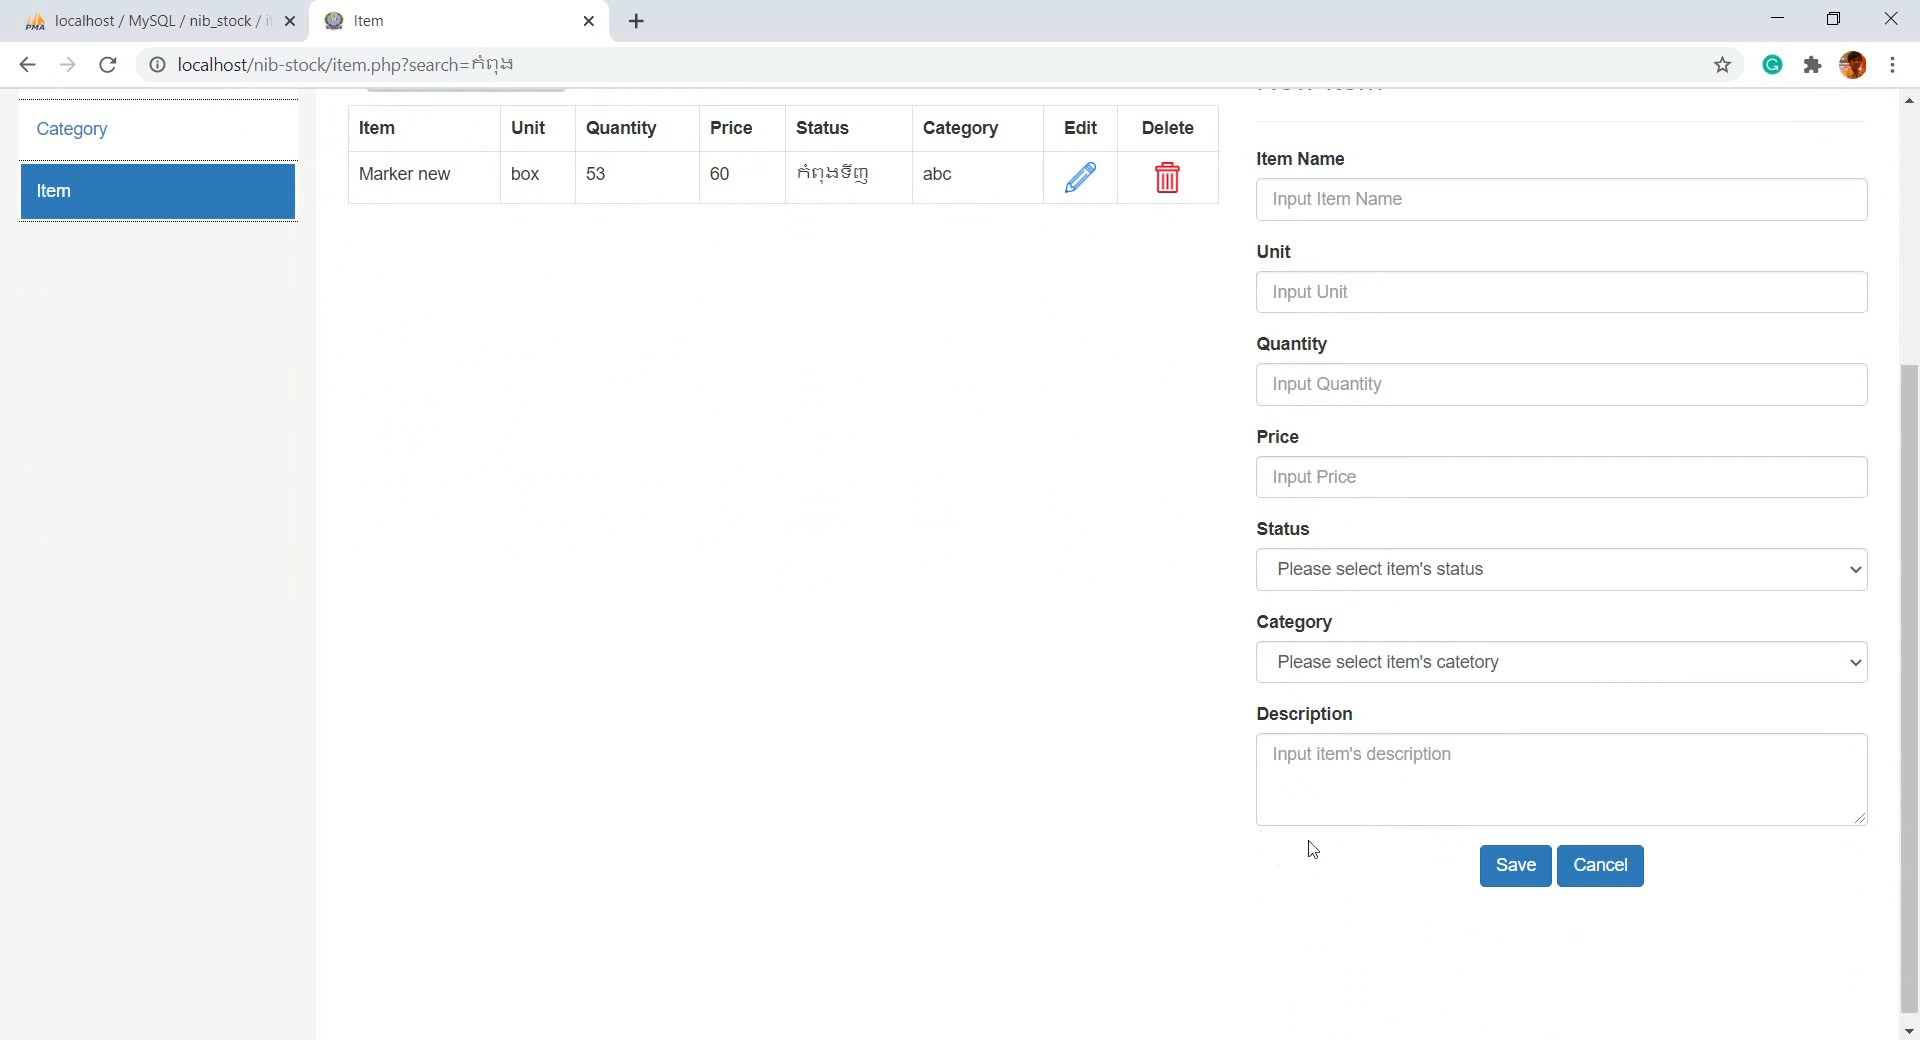 localhost / MySQL / nib_stock / i
Item
localhost/nib-stock/item.php?search=កំពុង
Category
Item
Item Unit Quantity Price Status Category Edit Delete
Marker new box 53 60 កំពុងទិញ abc
Item Name
Input Item Name
Unit
Input Unit
Quantity
Input Quantity
Price
Input Price
Status
Please select item's status
Category
Please select item's catetory
Description
Input item's description
Save Cancel